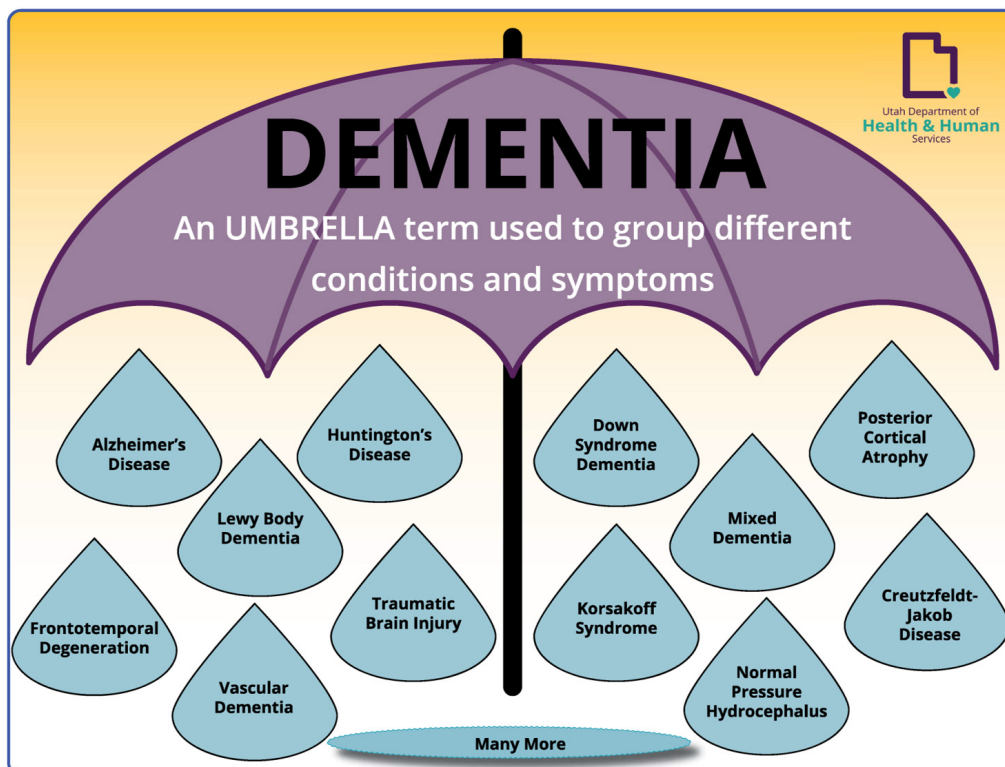 Utah Department of
Health & Human
Services
DEMENTIA
An UMBRELLA term used to group different
conditions and symptoms
Alzheimer's
Disease
Huntington's
Disease
Down
Syndrome
Dementia
Posterior
Cortical
Atrophy
Lewy Body
Dementia
Mixed
Dementia
Frontotemporal
Degeneration
Traumatic
Brain Injury
Korsakoff
Syndrome
Creutzfeldt-
Jakob
Disease
Vascular
Dementia
Normal
Pressure
Hydrocephalus
Many More